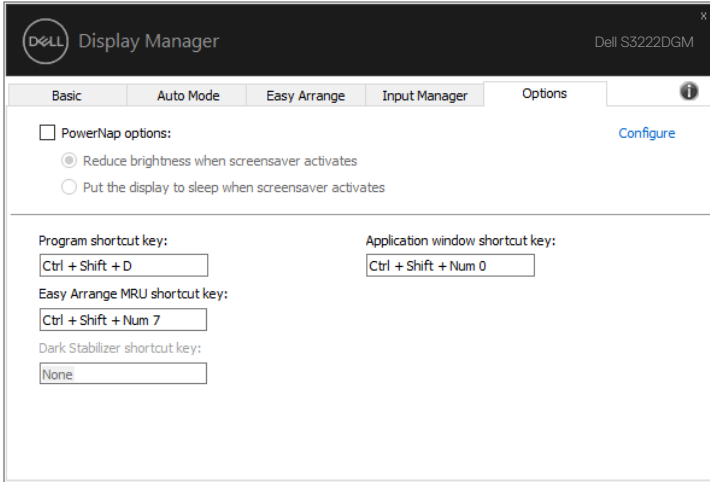 x
DELL Display Manager Dell S3222DGM
Basic Auto Mode Easy Arrange Input Manager Options i
PowerNap options: Configure
Reduce brightness when screensaver activates
Put the display to sleep when screensaver activates
Program shortcut key: Application window shortcut key:
Ctrl + Shift + D Ctrl + Shift + Num 0
Easy Arrange MRU shortcut key:
Ctrl + Shift + Num 7
Dark Stabilizer shortcut key:
None